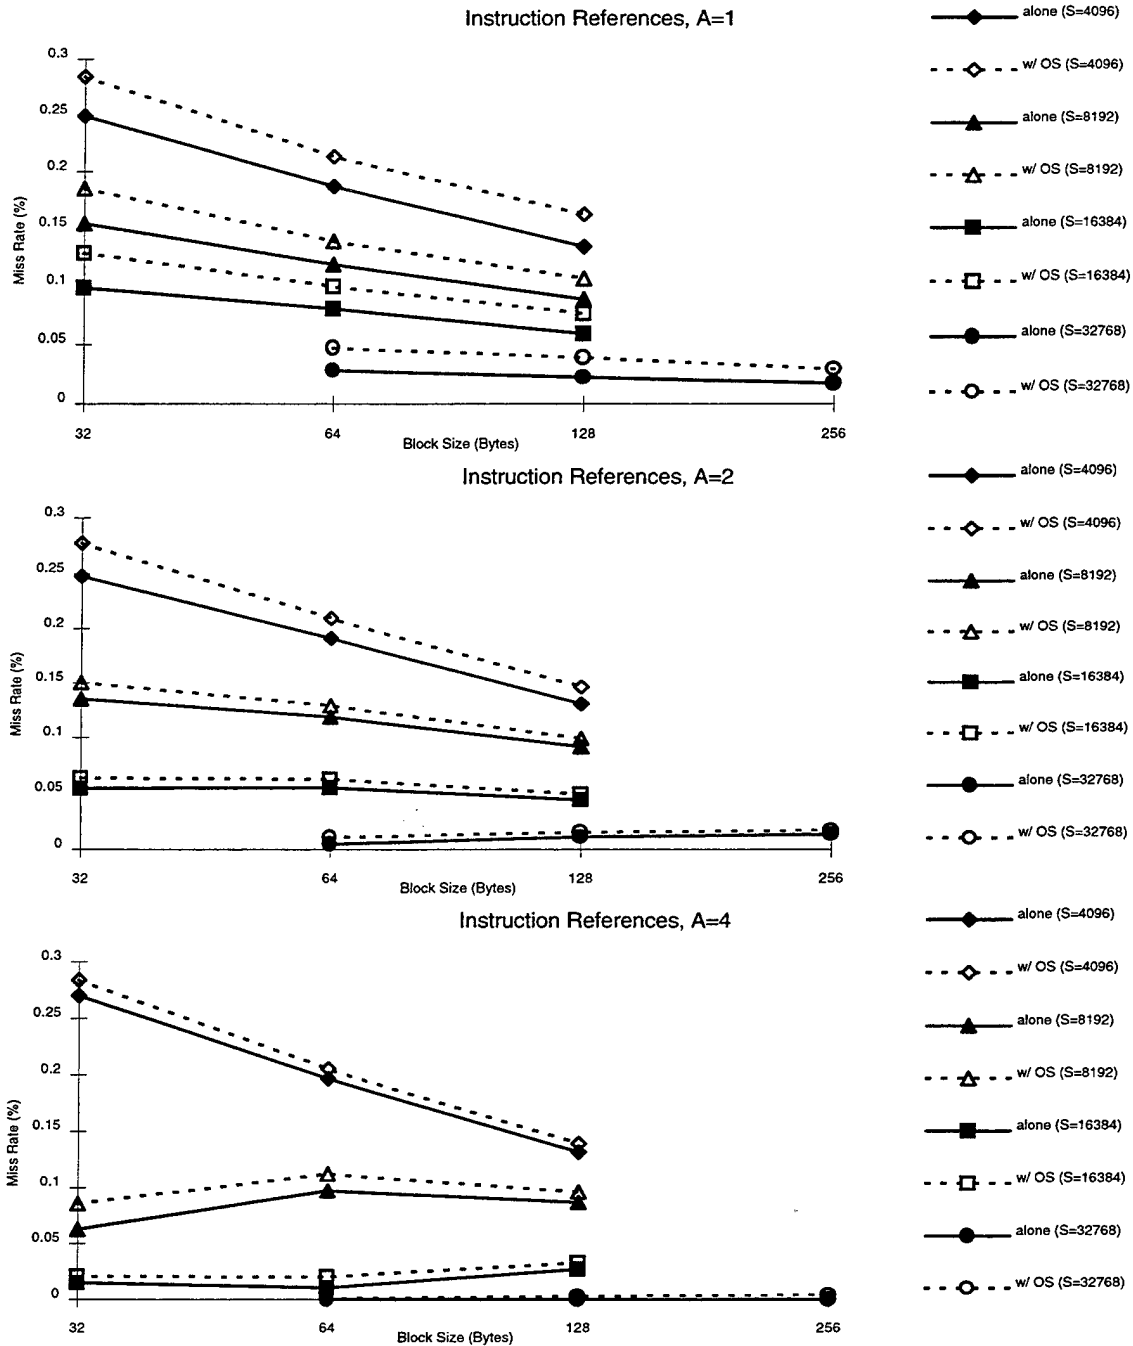 Instruction References, A=1
0.3
0.25
0.2
0.15
0.1
0.05
0
Miss Rate (%)
32
64
128
256
Block Size (Bytes)
alone (S=4096)
w/ OS (S=4096)
alone (S=8192)
w/ OS (S=8192)
alone (S=16384)
w/ OS (S=16384)
alone (S=32768)
w/ OS (S=32768)
Instruction References, A=2
0.3
0.25
0.2
0.15
0.1
0.05
0
Miss Rate (%)
32
64
128
256
Block Size (Bytes)
alone (S=4096)
w/ OS (S=4096)
alone (S=8192)
w/ OS (S=8192)
alone (S=16384)
w/ OS (S=16384)
alone (S=32768)
w/ OS (S=32768)
Instruction References, A=4
0.3
0.25
0.2
0.15
0.1
0.05
0
Miss Rate (%)
32
64
128
256
Block Size (Bytes)
alone (S=4096)
w/ OS (S=4096)
alone (S=8192)
w/ OS (S=8192)
alone (S=16384)
w/ OS (S=16384)
alone (S=32768)
w/ OS (S=32768)